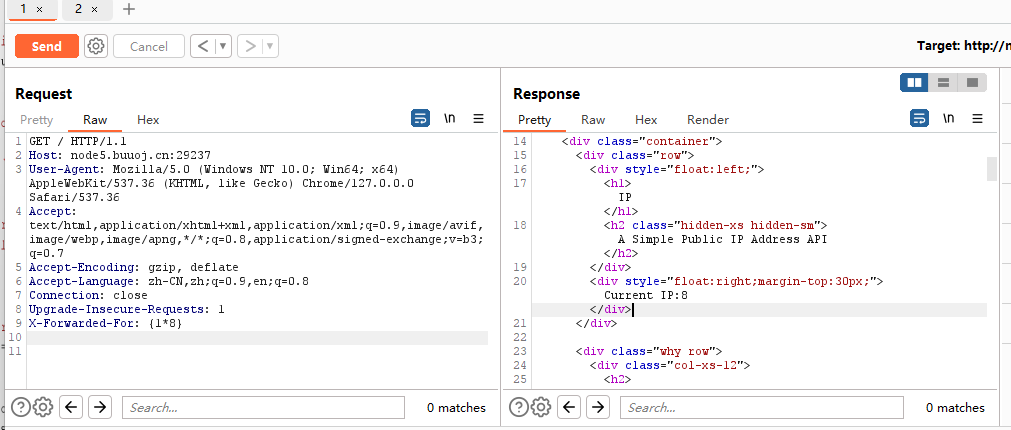 1 × 2 × +
Send Cancel < > Target: http://n
Request
Pretty Raw Hex \n
1 GET / HTTP/1.1
2 Host: node5.buuoj.cn:29237
3 User-Agent: Mozilla/5.0 (Windows NT 10.0; Win64; x64)
AppleWebKit/537.36 (KHTML, like Gecko) Chrome/127.0.0.0
Safari/537.36
4 Accept:
text/html,application/xhtml+xml,application/xml;q=0.9,image/avif,
image/webp,image/apng,*/*;q=0.8,application/signed-exchange;v=b3;
q=0.7
5 Accept-Encoding: gzip, deflate
6 Accept-Language: zh-CN,zh;q=0.9,en;q=0.8
7 Connection: close
8 Upgrade-Insecure-Requests: 1
9 X-Forwarded-For: {1*8}
10
11
Search... 0 matches
Response
Pretty Raw Hex Render \n
14 <div class="container">
15 <div class="row">
16 <div style="float:left;">
17 <h1>
IP
</h1>
18 <h2 class="hidden-xs hidden-sm">
A Simple Public IP Address API
</h2>
19 </div>
20 <div style="float:right;margin-top:30px;">
Current IP:8
</div>
21 </div>
22
23 <div class="why row">
24 <div class="col-xs-12">
25 <h2>
Search... 0 matches